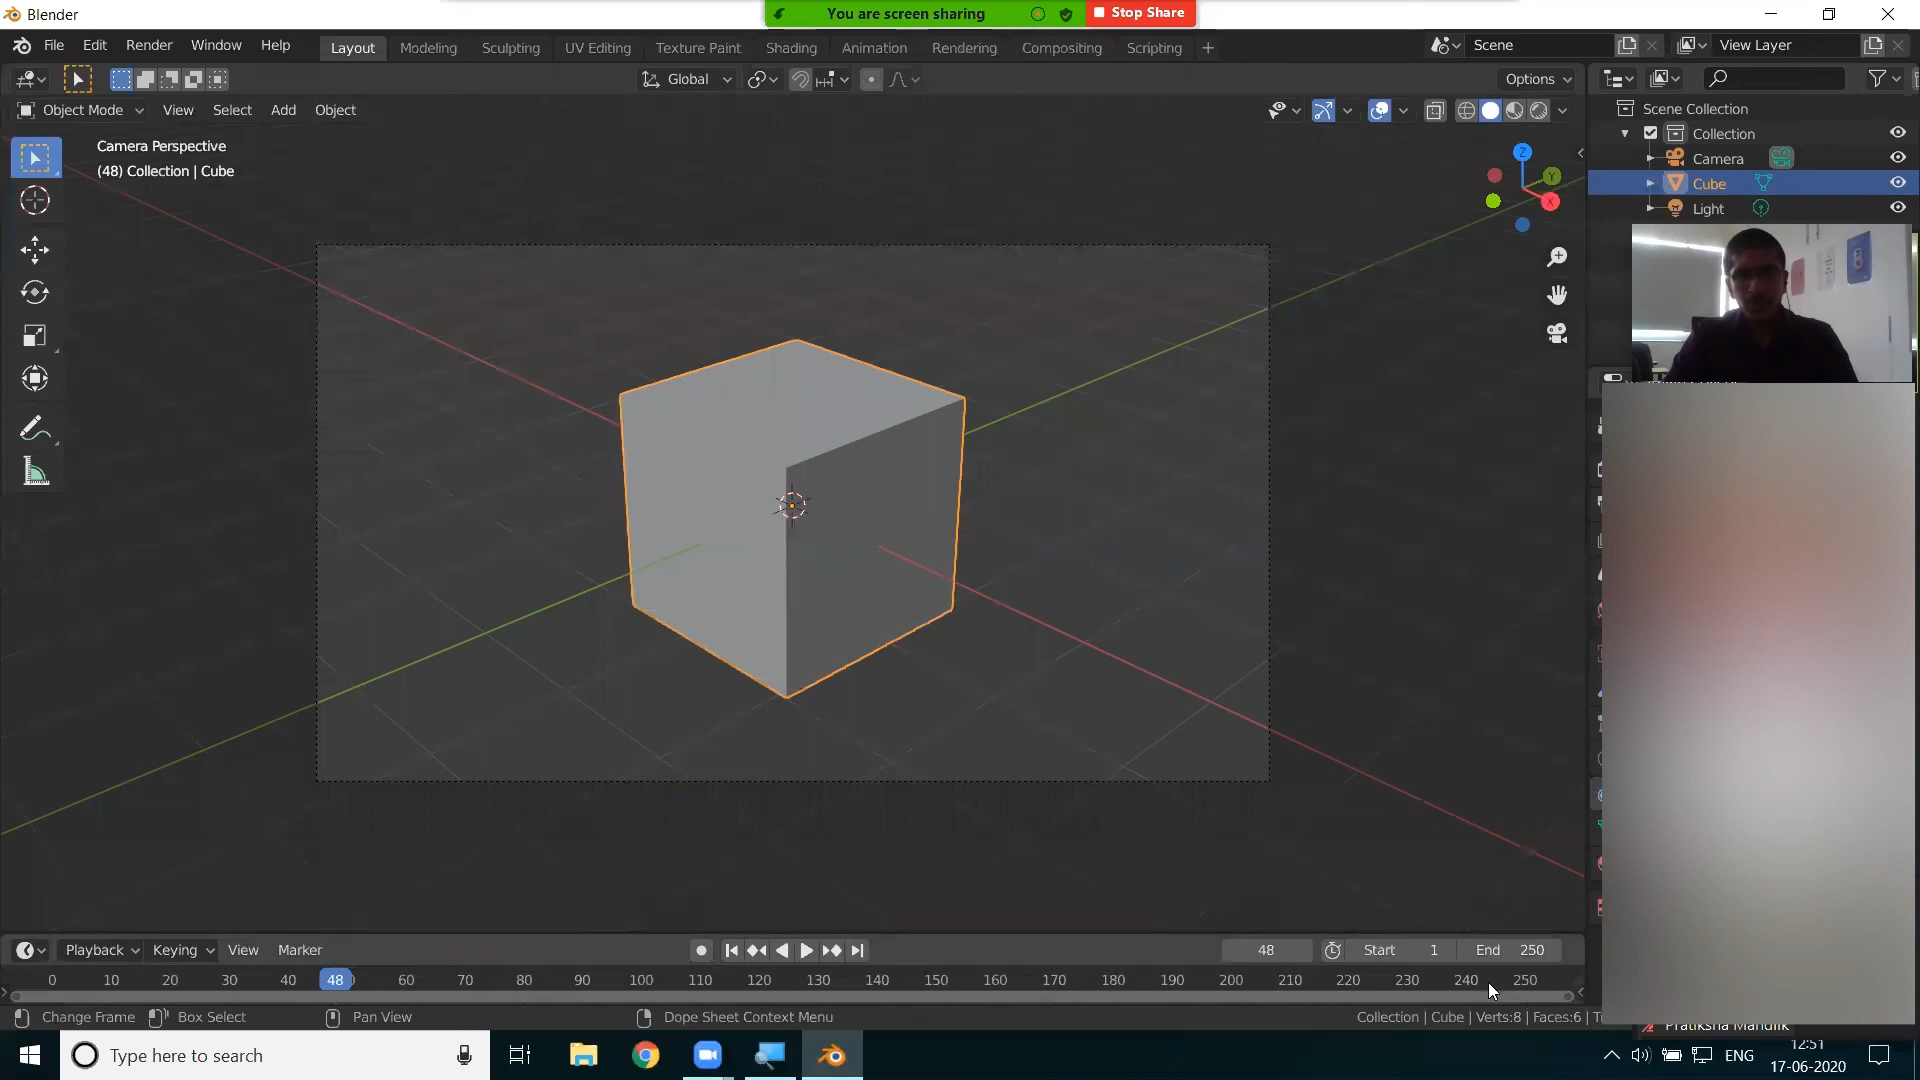 Blender
You are screen sharing
Stop Share
File Edit Render Window Help
Layout Modeling Sculpting UV Editing Texture Paint Shading Animation Rendering Compositing Scripting +
Scene
View Layer
Global
Options
Object Mode View Select Add Object
Camera Perspective
(48) Collection | Cube
Z
Y
X
Scene Collection
Collection
Camera
Cube
Light
Playback Keying View Marker
48 Start 1 End 250
0 10 20 30 40 48 60 70 80 90 100 110 120 130 140 150 160 170 180 190 200 210 220 230 240 250
Change Frame Box Select Pan View Dope Sheet Context Menu
Collection | Cube | Verts:8 | Faces:6 |
Pratiksha Mandlik
Type here to search
ENG
12:51
17-06-2020